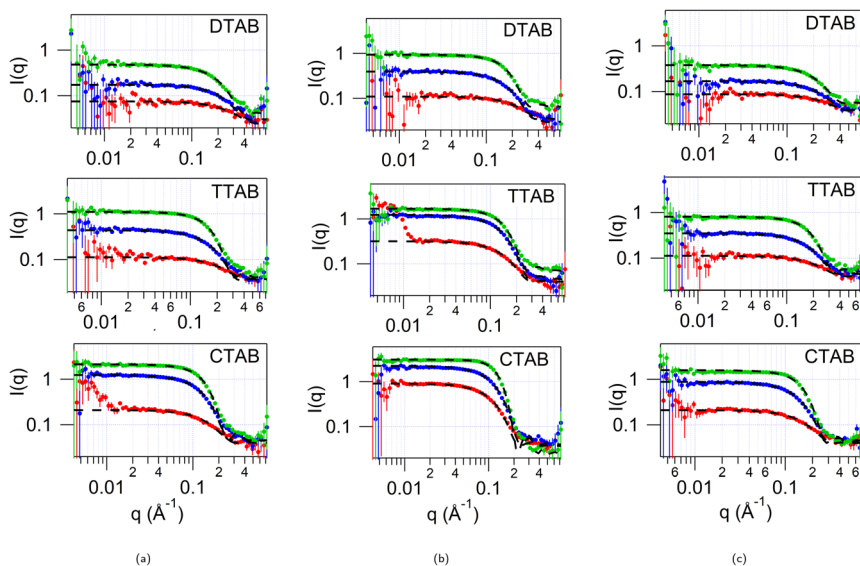 DTAB DTAB DTAB
I(q) 1 0.1 I(q) 1 0.1 I(q) 1 0.1
0.01 2 4 0.1 2 4 0.01 2 4 0.1 2 4 0.01 2 4 0.1 2 4
TTAB TTAB TTAB
I(q) 1 0.1 I(q) 1 0.1 I(q) 1 0.1
6 0.01 2 4 6 0.1 2 4 6 0.01 2 4 0.1 2 4 6 0.01 2 4 6 0.1 2 4 6
CTAB CTAB CTAB
I(q) 1 0.1 I(q) 1 0.1 I(q) 1 0.1
0.01 2 4 0.1 2 4 0.01 2 4 0.1 2 4 6 0.01 2 4 6 0.1 2 4 6
q (Å⁻¹) q (Å⁻¹) q (Å⁻¹)
(a) (b) (c)